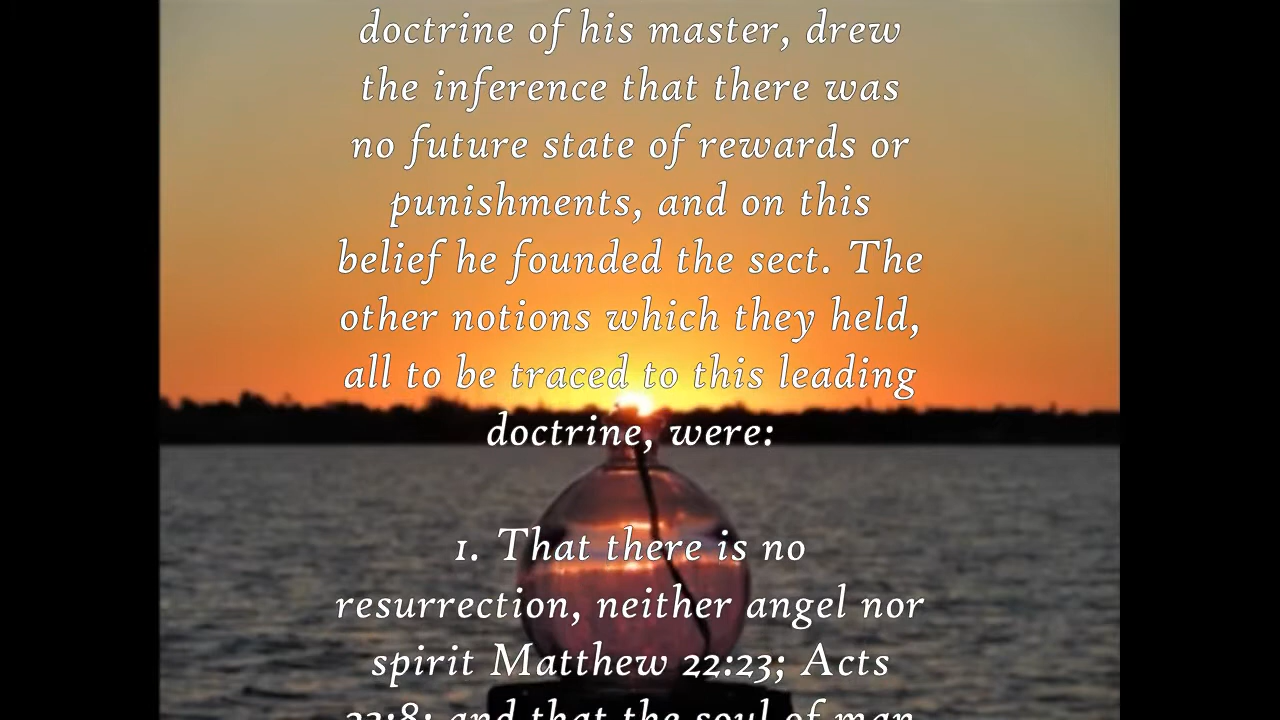 doctrine of his master, drew
the inference that there was
no future state of rewards or
punishments, and on this
belief he founded the sect. The
other notions which they held,
all to be traced to this leading
doctrine, were:
1. That there is no
resurrection, neither angel nor
spirit Matthew 22:23; Acts
and that the soul of man